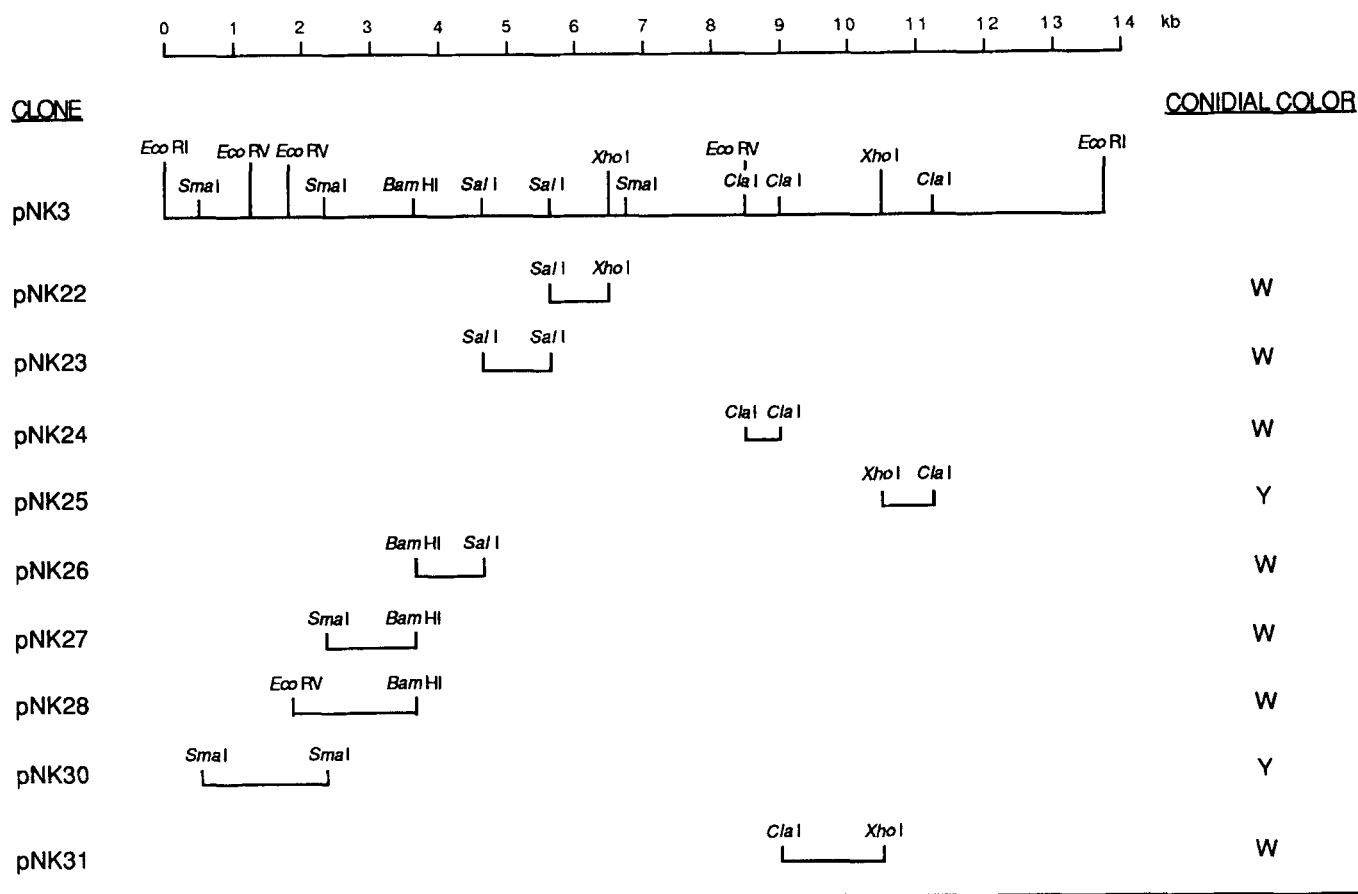 0 1 2 3 4 5 6 7 8 9 10 11 12 13 14 kb
CLONE CONIDIAL COLOR
EcoRI EcoRV EcoRV XhoI EcoRV XhoI EcoRI
SmaI SmaI BamHI SalI SalI SmaI ClaI ClaI ClaI
pNK3
SalI XhoI
pNK22 W
SalI SalI
pNK23 W
ClaI ClaI
pNK24 W
XhoI ClaI
pNK25 Y
BamHI SalI
pNK26 W
SmaI BamHI
pNK27 W
EcoRV BamHI
pNK28 W
SmaI SmaI
pNK30 Y
ClaI XhoI
pNK31 W